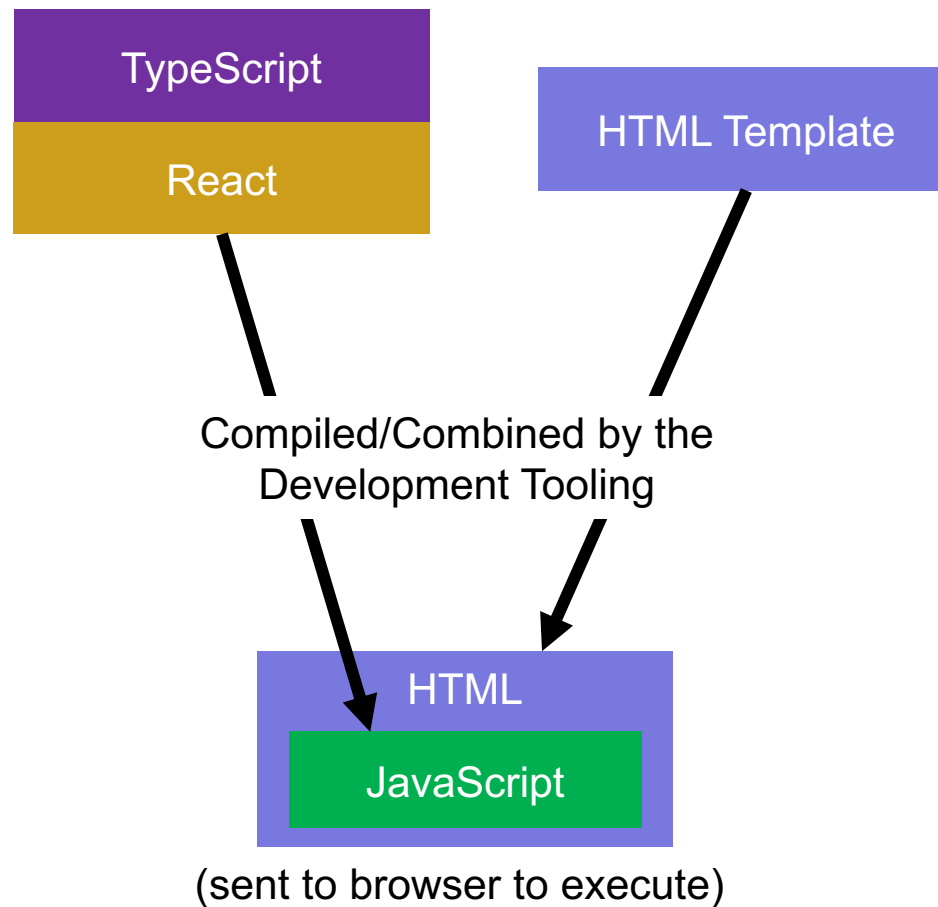 TypeScript
React
HTML Template
Compiled/Combined by the
Development Tooling
HTML
JavaScript
(sent to browser to execute)